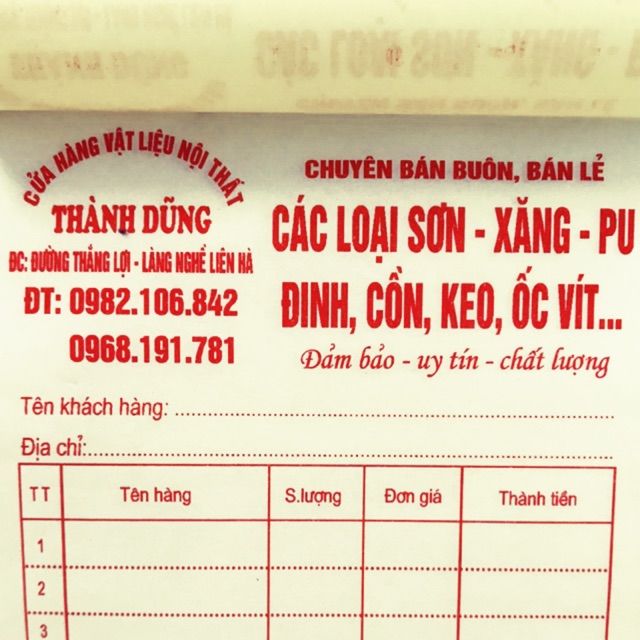 CỬA HÀNG VẬT LIỆU NỘI THẤT
THÀNH DŨNG
ĐC: ĐƯỜNG THẮNG LỢI - LÀNG NGHỀ LIÊN HÀ
ĐT: 0982.106.842
0968.191.781
CHUYÊN BÁN BUÔN, BÁN LẺ
CÁC LOẠI SƠN - XĂNG - PU
ĐINH, CỒN, KEO, ỐC VÍT...
Đảm bảo - uy tín - chất lượng
Tên khách hàng:
Địa chỉ:
TT Tên hàng S.lượng Đơn giá Thành tiền
1
2
3